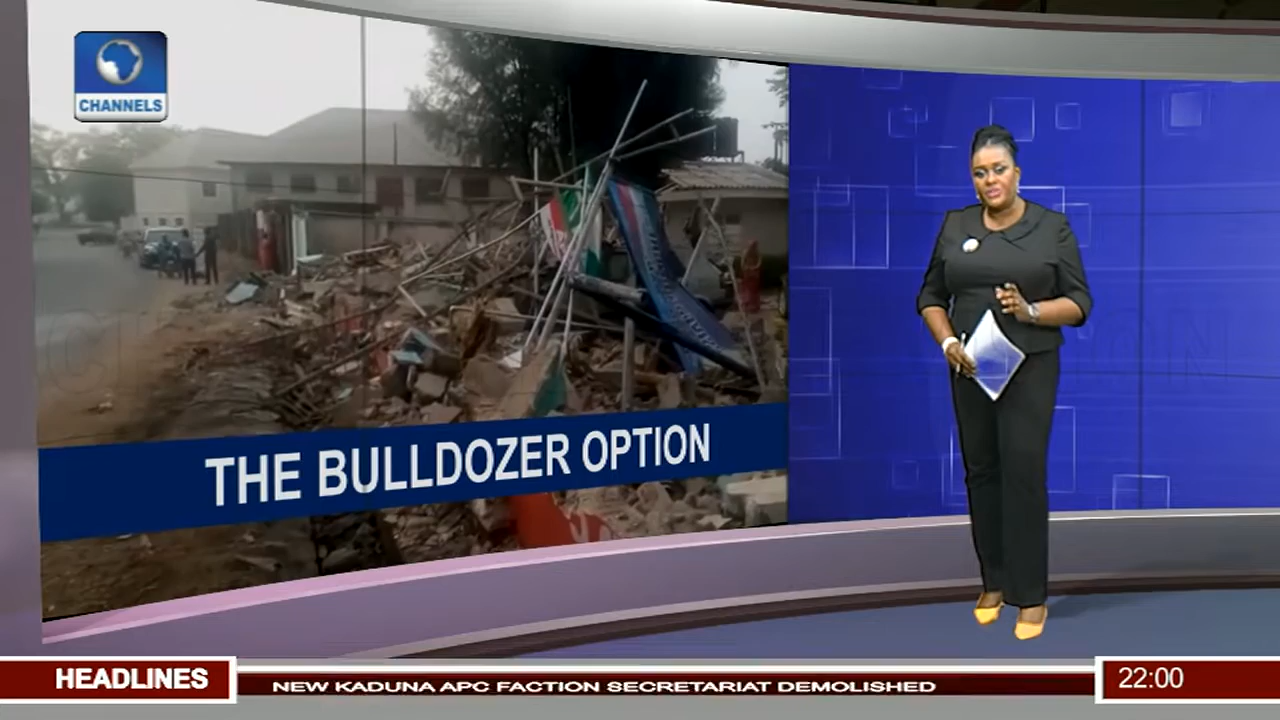 CHANNELS
THE BULLDOZER OPTION
HEADLINES
NEW KADUNA APC FACTION SECRETARIAT DEMOLISHED
22:00